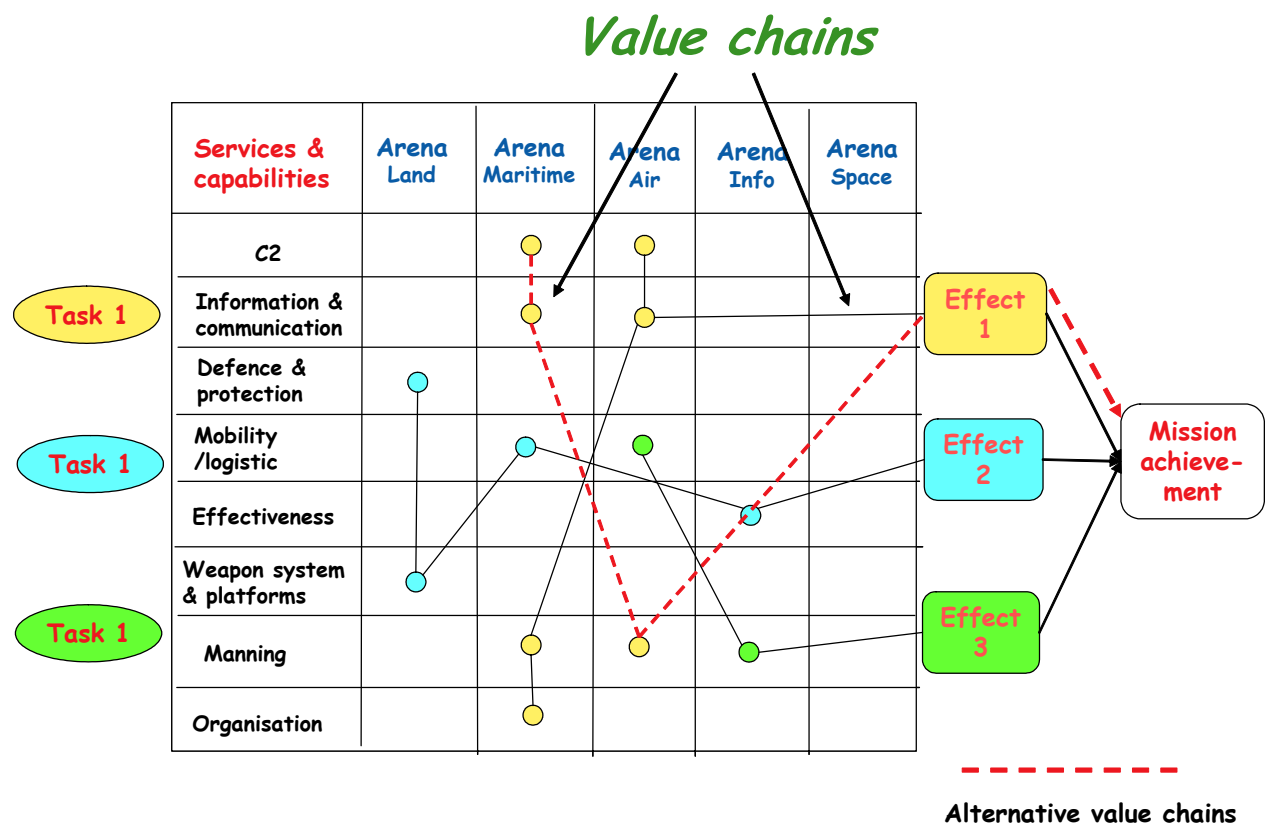 Value chains
Services &
capabilities
Arena
Land
Arena
Maritime
Arena
Air
Arena
Info
Arena
Space
C2
Task 1
Information &
communication
Effect
1
Defence &
protection
Task 1
Mobility
/logistic
Effect
2
Mission
achieve-
ment
Effectiveness
Weapon system
& platforms
Task 1
Manning
Effect
3
Organisation
Alternative value chains